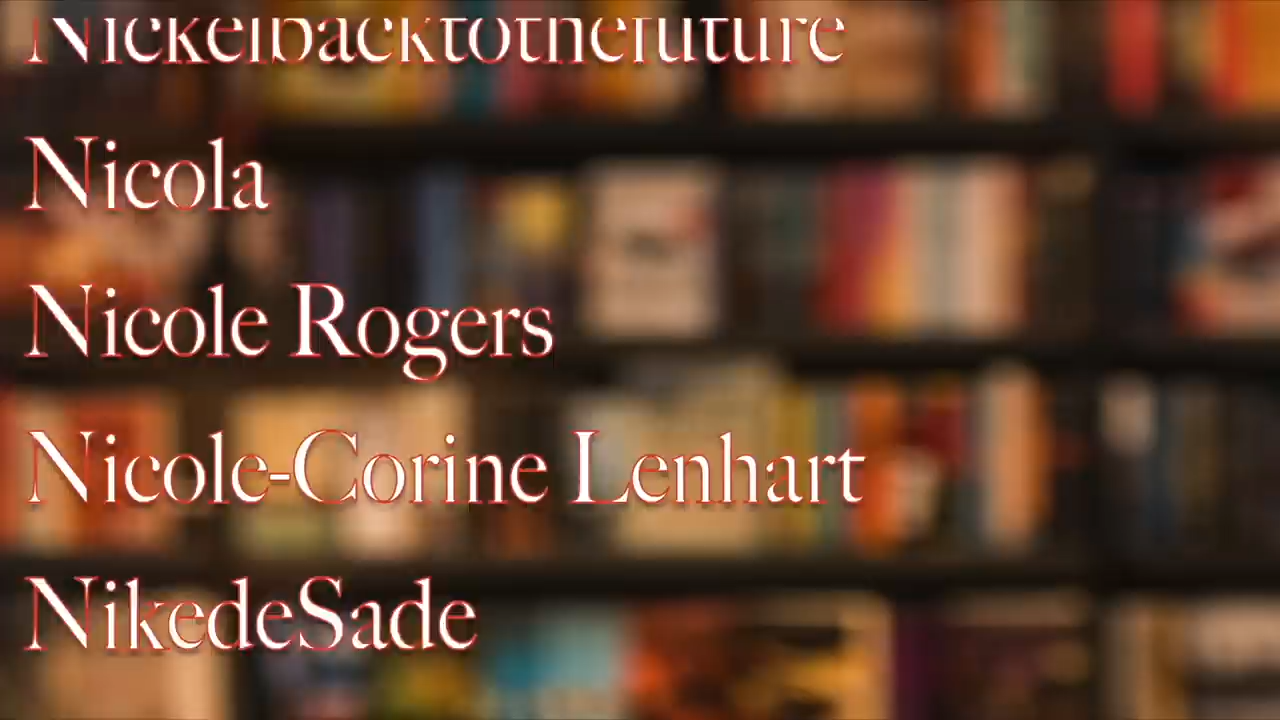 Nickelbacktothefuture
Nicola
Nicole Rogers
Nicole-Corine Lenhart
NikedeSade